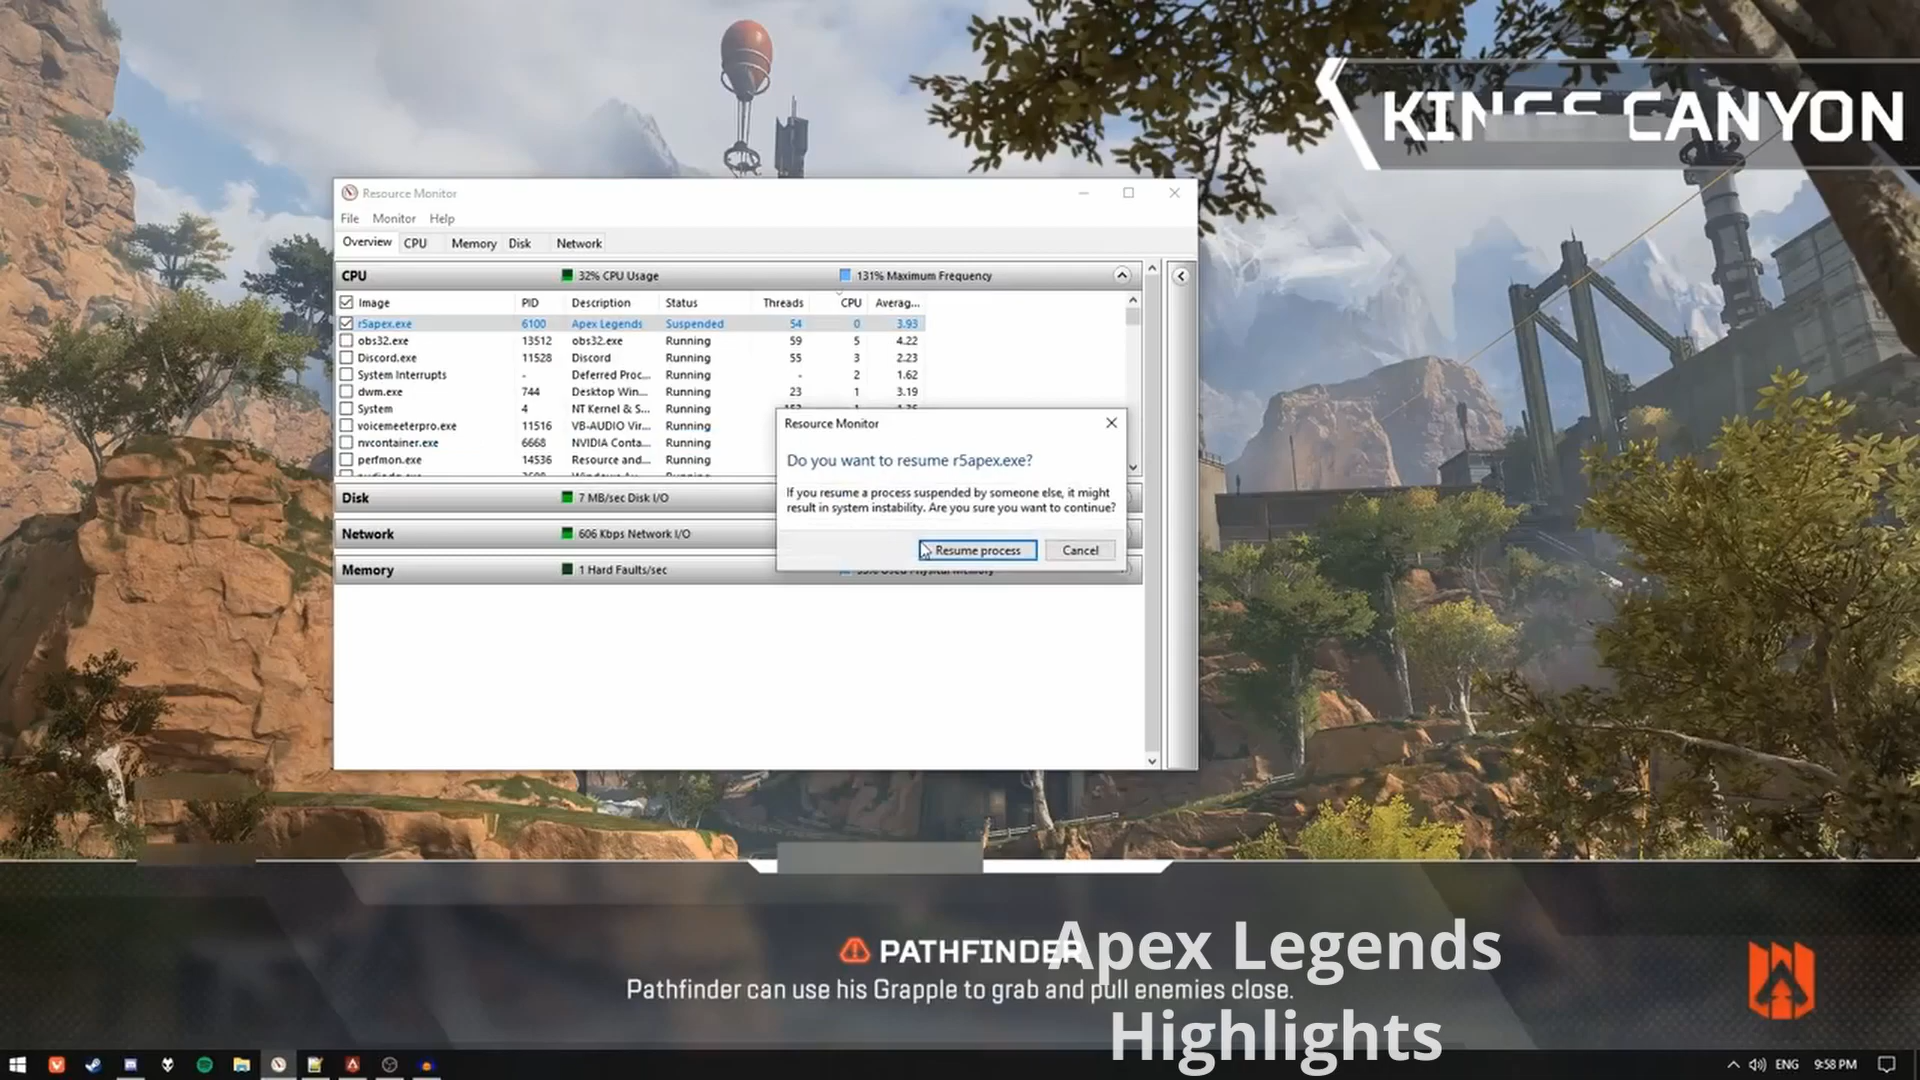 KINGS CANYON
Resource Monitor
File Monitor Help
Overview CPU Memory Disk Network
CPU 32% CPU Usage 131% Maximum Frequency
Image PID Description Status Threads CPU Averag...
r5apex.exe 6100 Apex Legends Suspended 54 0 3.93
obs32.exe 13512 obs32.exe Running 59 5 4.22
Discord.exe 11528 Discord Running 55 3 2.23
System Interrupts - Deferred Proc... Running - 2 1.62
dwm.exe 744 Desktop Win... Running 23 1 3.19
System 4 NT Kernel & S... Running
voicemeeterpro.exe 11516 VB-AUDIO Vir... Running
nvcontainer.exe 6668 NVIDIA Conta... Running
perfmon.exe 14536 Resource and... Running
Disk 7 MB/sec Disk I/O
Network 606 Kbps Network I/O
Memory 1 Hard Faults/sec
Resource Monitor
Do you want to resume r5apex.exe?
If you resume a process suspended by someone else, it might
result in system instability. Are you sure you want to continue?
Resume process Cancel
PATHFINDER
Pathfinder can use his Grapple to grab and pull enemies close.
Apex Legends
Highlights
ENG 9:58 PM